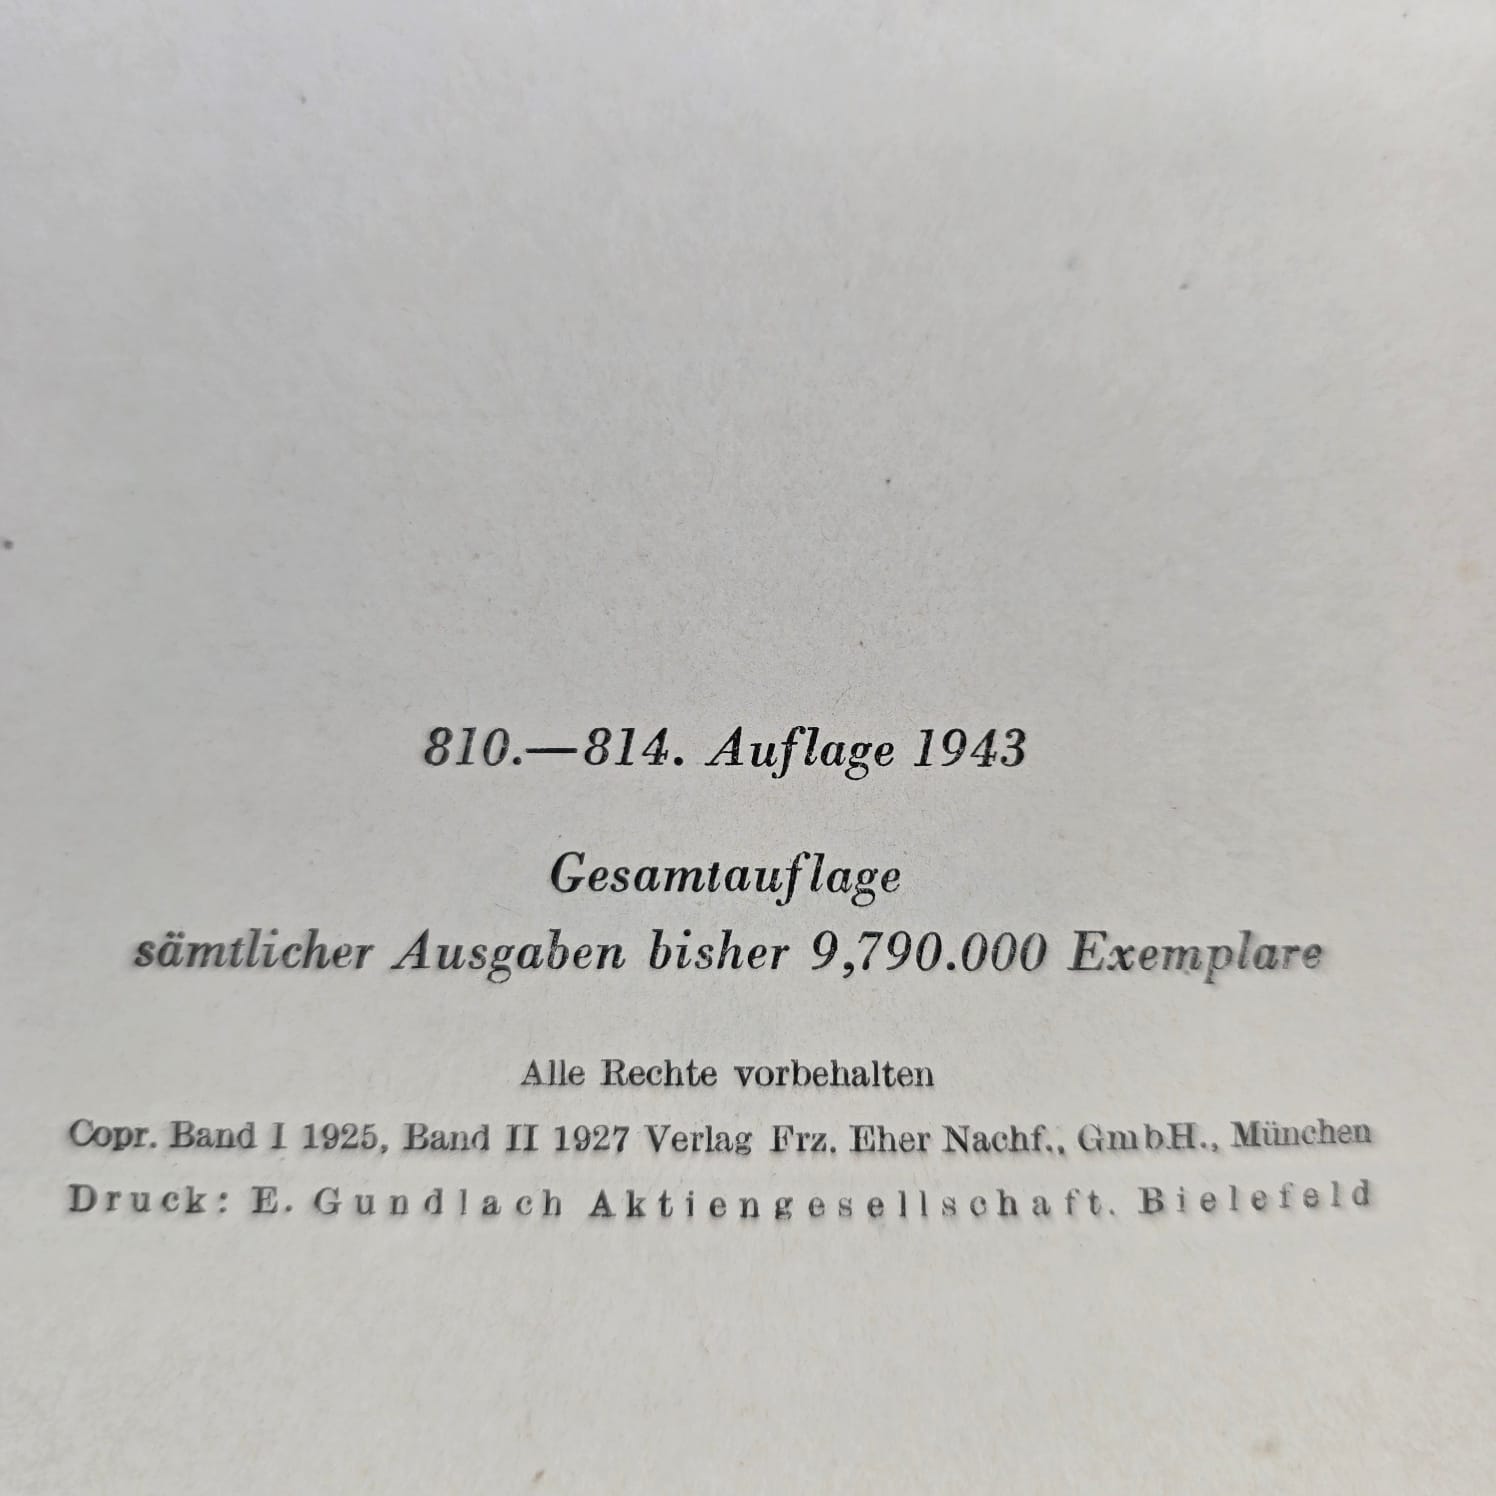 810.—814. Auflage 1943
Gesamtauflage
sämtlicher Ausgaben bisher 9,790.000 Exemplare
Alle Rechte vorbehalten
Copr. Band I 1925, Band II 1927 Verlag Frz. Eher Nachf., GmbH., München
Druck: E. Gundlach Aktiengesellschaft. Bielefeld